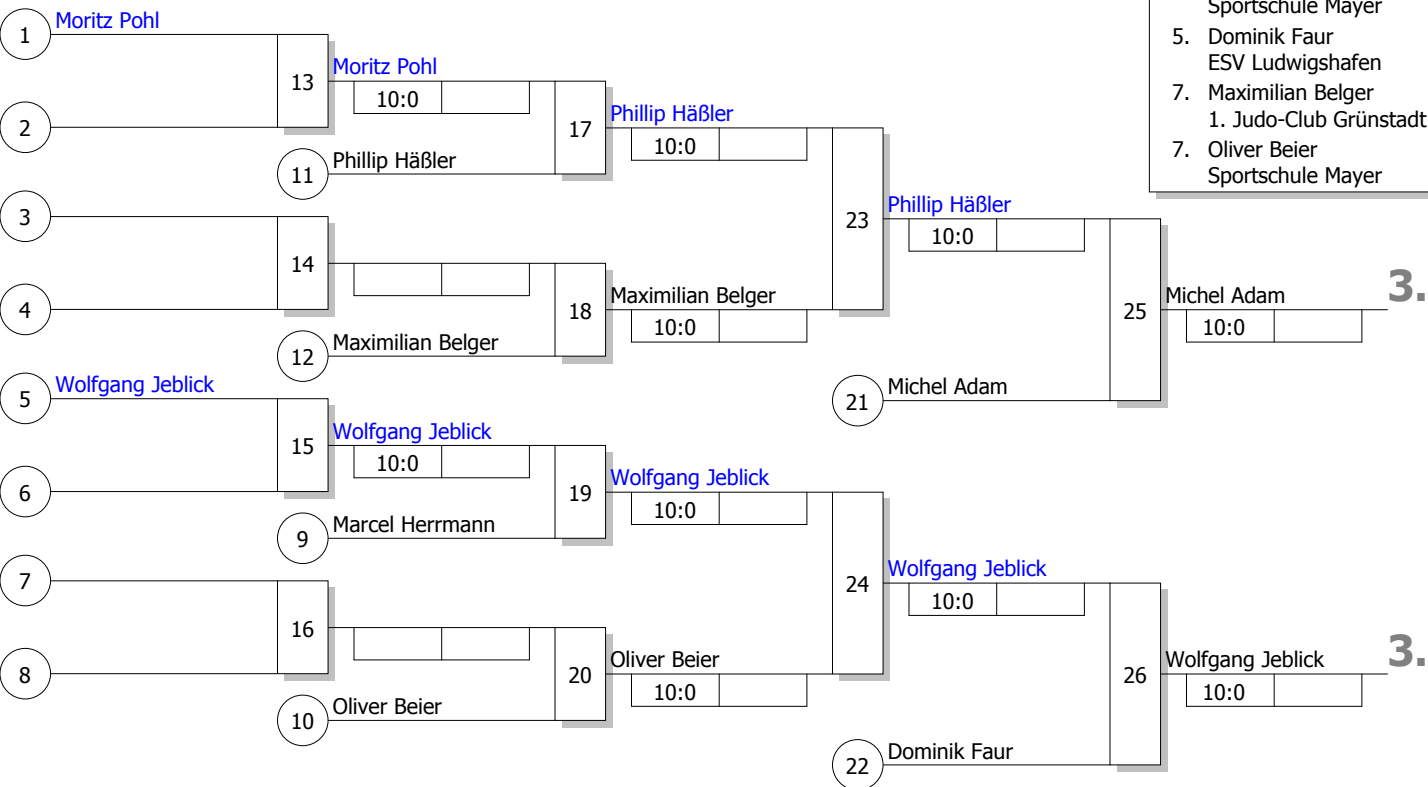 Sportschule Mayer
5. Dominik Faur
ESV Ludwigshafen
7. Maximilian Belger
1. Judo-Club Grünstadt
7. Oliver Beier
Sportschule Mayer
1 Moritz Pohl
2
13 Moritz Pohl
10:0
11 Phillip Häßler
17 Phillip Häßler
10:0
3
4
14
12 Maximilian Belger
18 Maximilian Belger
10:0
23 Phillip Häßler
10:0
21 Michel Adam
25 Michel Adam 3.
10:0
5 Wolfgang Jeblick
6
15 Wolfgang Jeblick
10:0
9 Marcel Herrmann
19 Wolfgang Jeblick
10:0
7
8
16
10 Oliver Beier
20 Oliver Beier
10:0
24 Wolfgang Jeblick
10:0
22 Dominik Faur
26 Wolfgang Jeblick 3.
10:0